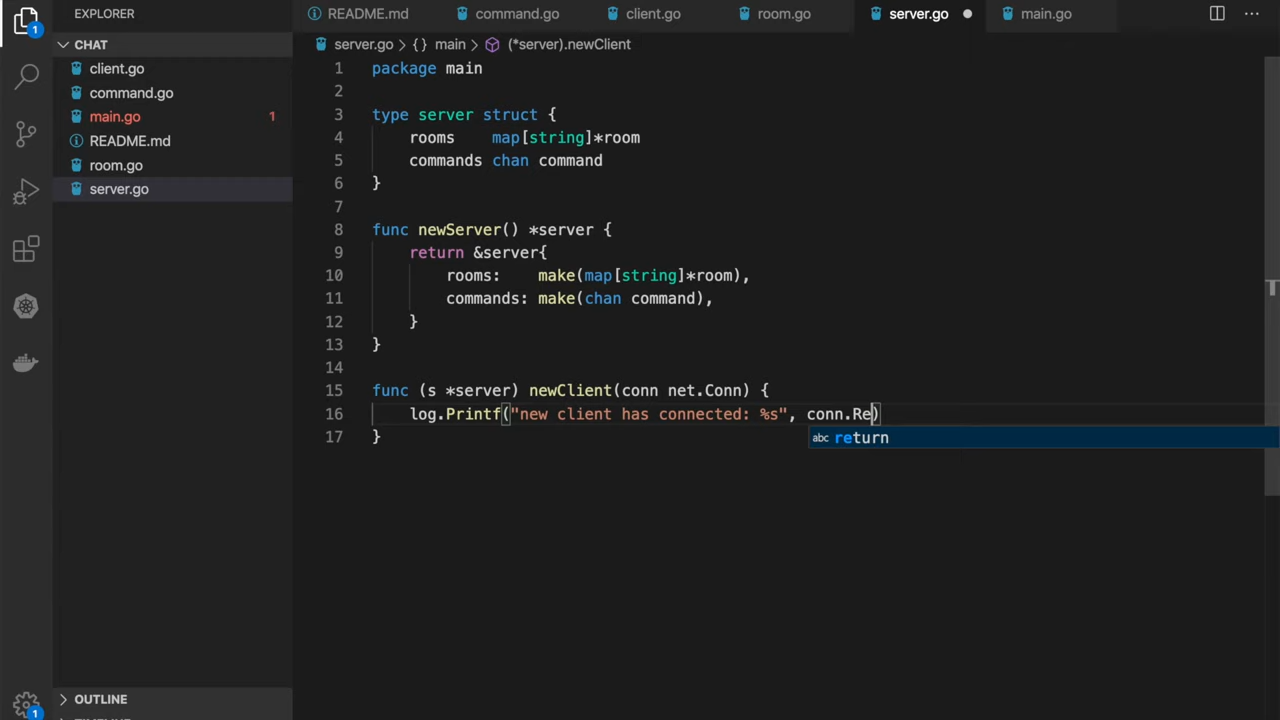 EXPLORER
README.md
command.go
client.go
room.go
server.go
main.go
CHAT
server.go > {} main > (*server).newClient
client.go
command.go
main.go 1
README.md
room.go
server.go
1 package main
2
3 type server struct {
4 rooms map[string]*room
5 commands chan command
6 }
7
8 func newServer() *server {
9 return &server{
10 rooms: make(map[string]*room),
11 commands: make(chan command),
12 }
13 }
14
15 func (s *server) newClient(conn net.Conn) {
16 log.Printf("new client has connected: %s", conn.Re)
17 }
abc return
1
OUTLINE
1